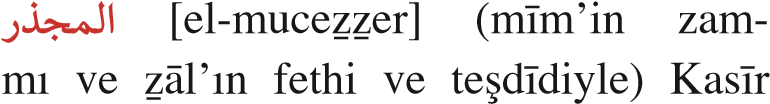 المجذر [el-muceẕẕer] (mīm’in zam-
mı ve ẕāl’ın fethi ve teşdīdiyle) Kasīr